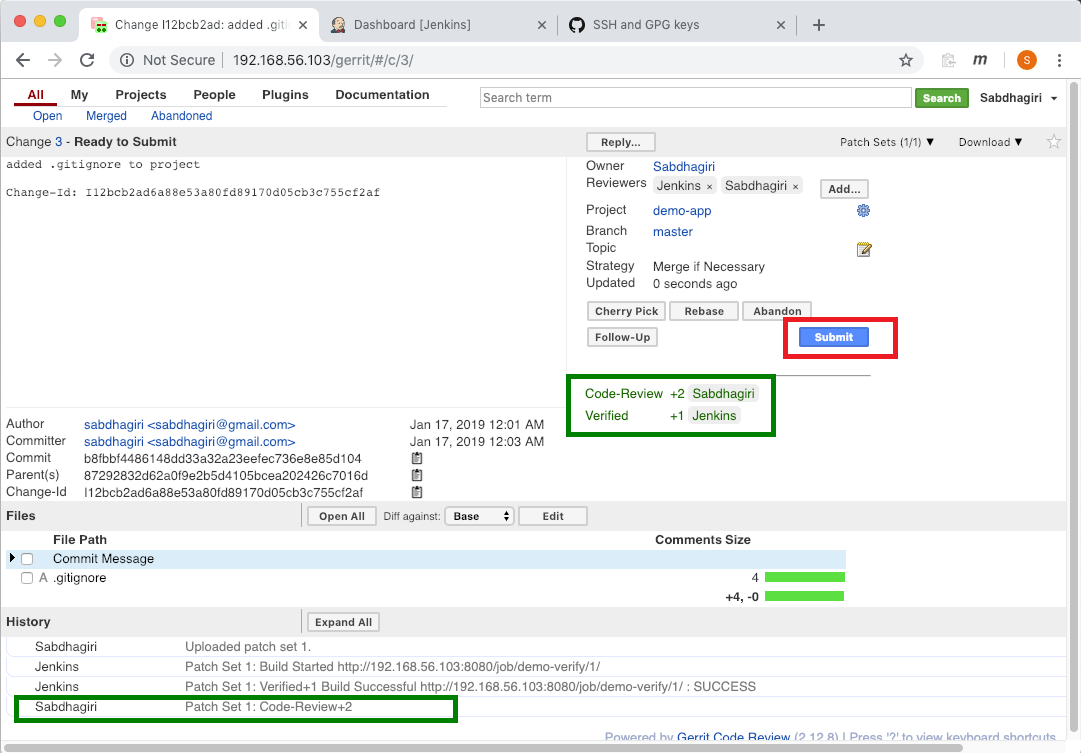 Change I12bcb2ad: added .giti
Dashboard [Jenkins]
SSH and GPG keys
Not Secure
192.168.56.103/gerrit/#/c/3/
m
S
All My Projects People Plugins Documentation
Search term
Search
Sabdhagiri
Open Merged Abandoned
Change 3 - Ready to Submit
Reply...
Patch Sets (1/1) ▼
Download ▼
added .gitignore to project
Change-Id: I12bcb2ad6a88e53a80fd89170d05cb3c755cf2af
Owner Sabdhagiri
Reviewers Jenkins × Sabdhagiri × Add...
Project demo-app
Branch master
Topic
Strategy Merge if Necessary
Updated 0 seconds ago
Cherry Pick Rebase Abandon
Follow-Up Submit
Code-Review +2 Sabdhagiri
Verified +1 Jenkins
Author sabdhagiri <sabdhagiri@gmail.com> Jan 17, 2019 12:01 AM
Committer sabdhagiri <sabdhagiri@gmail.com> Jan 17, 2019 12:03 AM
Commit b8fbbf4486148dd33a32a23eefec736e8e85d104
Parent(s) 87292832d62a0f9e2b5d4105bcea202426c7016d
Change-Id I12bcb2ad6a88e53a80fd89170d05cb3c755cf2af
Files Open All Diff against: Base Edit
File Path Comments Size
Commit Message
A .gitignore 4
+4, -0
History Expand All
Sabdhagiri Uploaded patch set 1.
Jenkins Patch Set 1: Build Started http://192.168.56.103:8080/job/demo-verify/1/
Jenkins Patch Set 1: Verified+1 Build Successful http://192.168.56.103:8080/job/demo-verify/1/ : SUCCESS
Sabdhagiri Patch Set 1: Code-Review+2
Powered by Gerrit Code Review (2.12.8) | Press '?' to view keyboard shortcuts